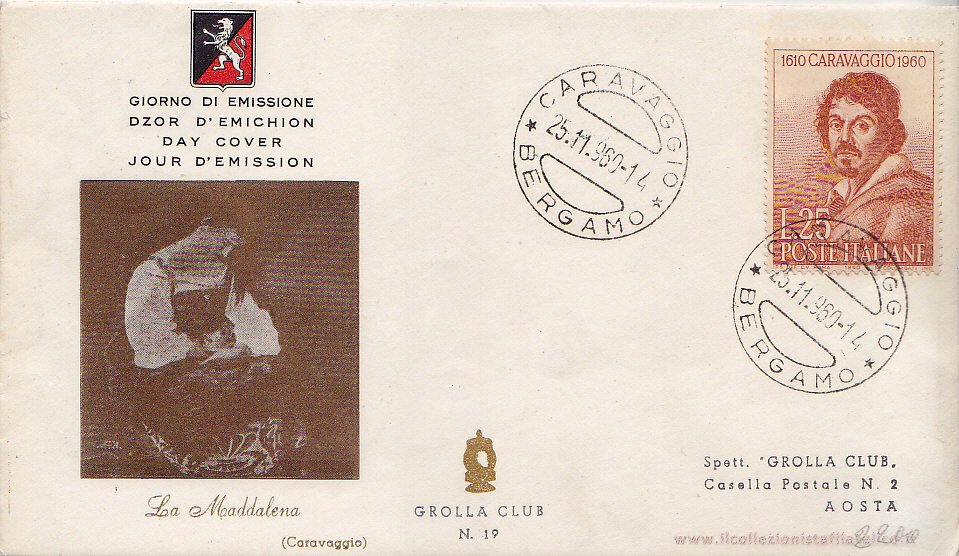 GIORNO DI EMISSIONE
DZOR D'EMICHION
DAY COVER
JOUR D'EMISSION
La Maddalena
(Caravaggio)
GROLLA CLUB
N. 19
CARAVAGGIO
25.11.960-14
* BERGAMO *
1610 CARAVAGGIO 1960
L.25
POSTE ITALIANE
CARAVAGGIO
25.11.960-14
* BERGAMO *
Spett. "GROLLA CLUB"
Casella Postale N. 2
AOSTA